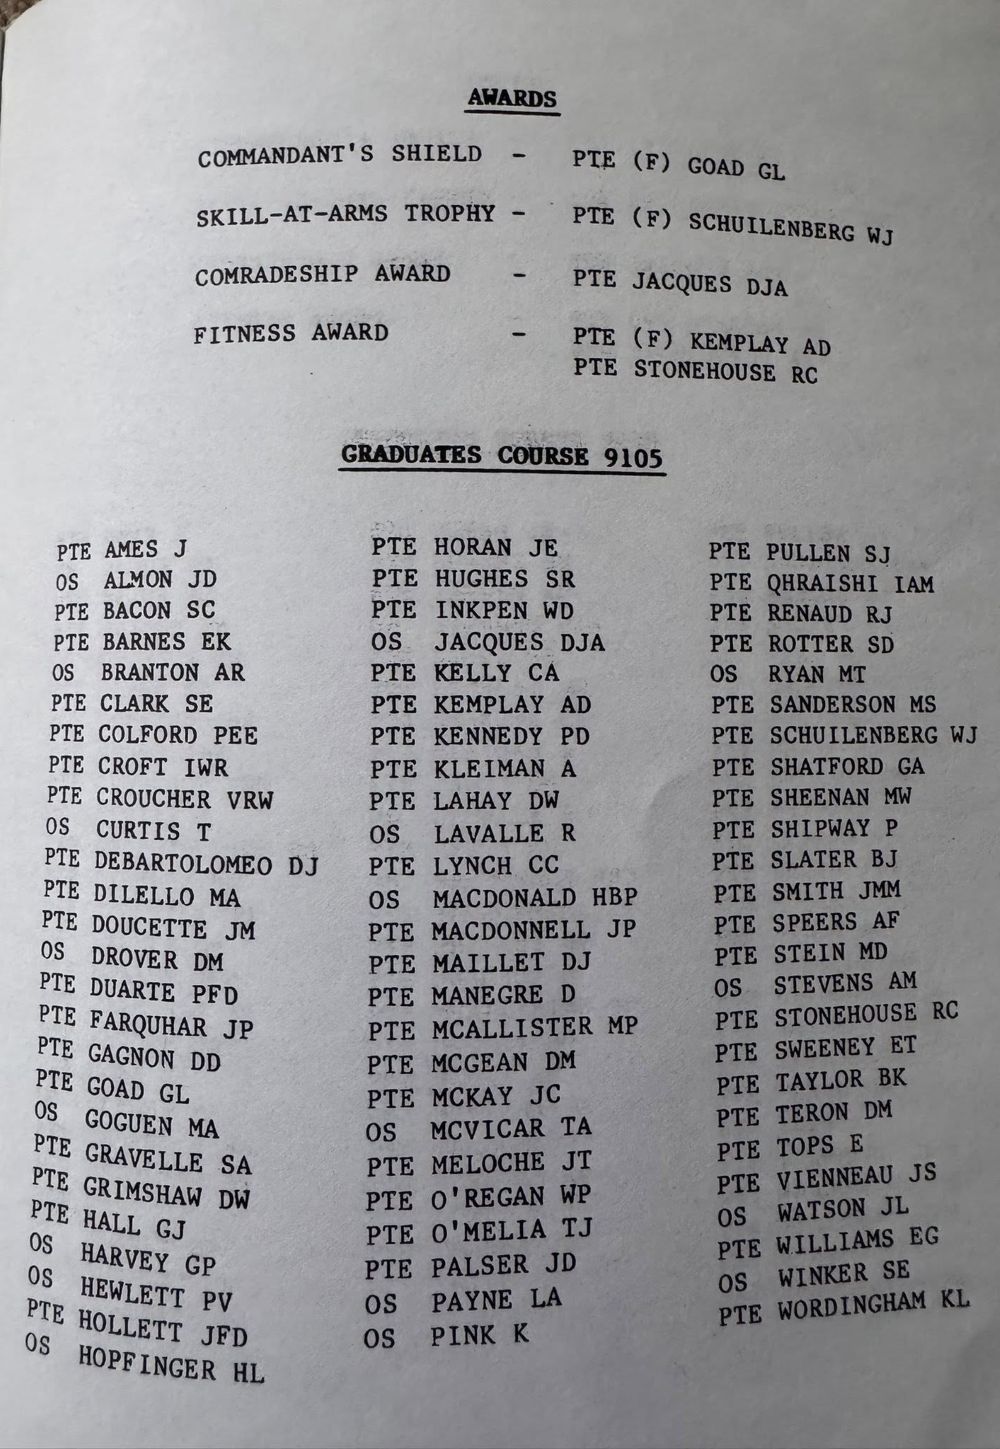 AWARDS
COMMANDANT'S SHIELD - PTE (F) GOAD GL
SKILL-AT-ARMS TROPHY - PTE (F) SCHUILENBERG WJ
COMRADESHIP AWARD - PTE JACQUES DJA
FITNESS AWARD - PTE (F) KEMPLAY AD
PTE STONEHOUSE RC
GRADUATES COURSE 9105
PTE AMES J
OS ALMON JD
PTE BACON SC
PTE BARNES EK
OS BRANTON AR
PTE CLARK SE
PTE COLFORD PEE
PTE CROFT IWR
PTE CROUCHER VRW
OS CURTIS T
PTE DEBARTOLOMEO DJ
PTE DILELLO MA
PTE DOUCETTE JM
OS DROVER DM
PTE DUARTE PFD
PTE FARQUHAR JP
PTE GAGNON DD
PTE GOAD GL
OS GOGUEN MA
PTE GRAVELLE SA
PTE GRIMSHAW DW
PTE HALL GJ
OS HARVEY GP
OS HEWLETT PV
PTE HOLLETT JFD
OS HOPFINGER HL
PTE HORAN JE
PTE HUGHES SR
PTE INKPEN WD
OS JACQUES DJA
PTE KELLY CA
PTE KEMPLAY AD
PTE KENNEDY PD
PTE KLEIMAN A
PTE LAHAY DW
OS LAVALLE R
PTE LYNCH CC
OS MACDONALD HBP
PTE MACDONNELL JP
PTE MAILLET DJ
PTE MANEGRE D
PTE MCALLISTER MP
PTE MCGEAN DM
PTE MCKAY JC
OS MCVICAR TA
PTE MELOCHE JT
PTE O'REGAN WP
PTE O'MELIA TJ
PTE PALSER JD
OS PAYNE LA
OS PINK K
PTE PULLEN SJ
PTE QHRAISHI IAM
PTE RENAUD RJ
PTE ROTTER SD
OS RYAN MT
PTE SANDERSON MS
PTE SCHUILENBERG WJ
PTE SHATFORD GA
PTE SHEENAN MW
PTE SHIPWAY P
PTE SLATER BJ
PTE SMITH JMM
PTE SPEERS AF
PTE STEIN MD
OS STEVENS AM
PTE STONEHOUSE RC
PTE SWEENEY ET
PTE TAYLOR BK
PTE TERON DM
PTE TOPS E
PTE VIENNEAU JS
OS WATSON JL
PTE WILLIAMS EG
OS WINKER SE
PTE WORDINGHAM KL